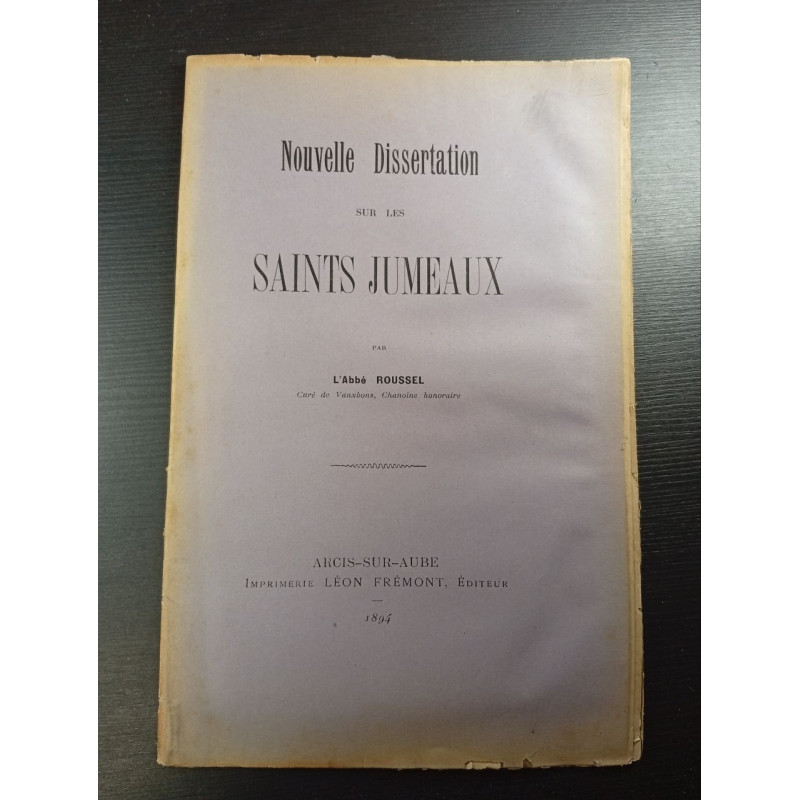 Nouvelle Dissertation
SUR LES
SAINTS JUMEAUX
PAR
L'Abbé ROUSSEL
Curé de Vauxbons, Chanoine honoraire
ARCIS-SUR-AUBE
IMPRIMERIE LÉON FRÉMONT, ÉDITEUR
1894